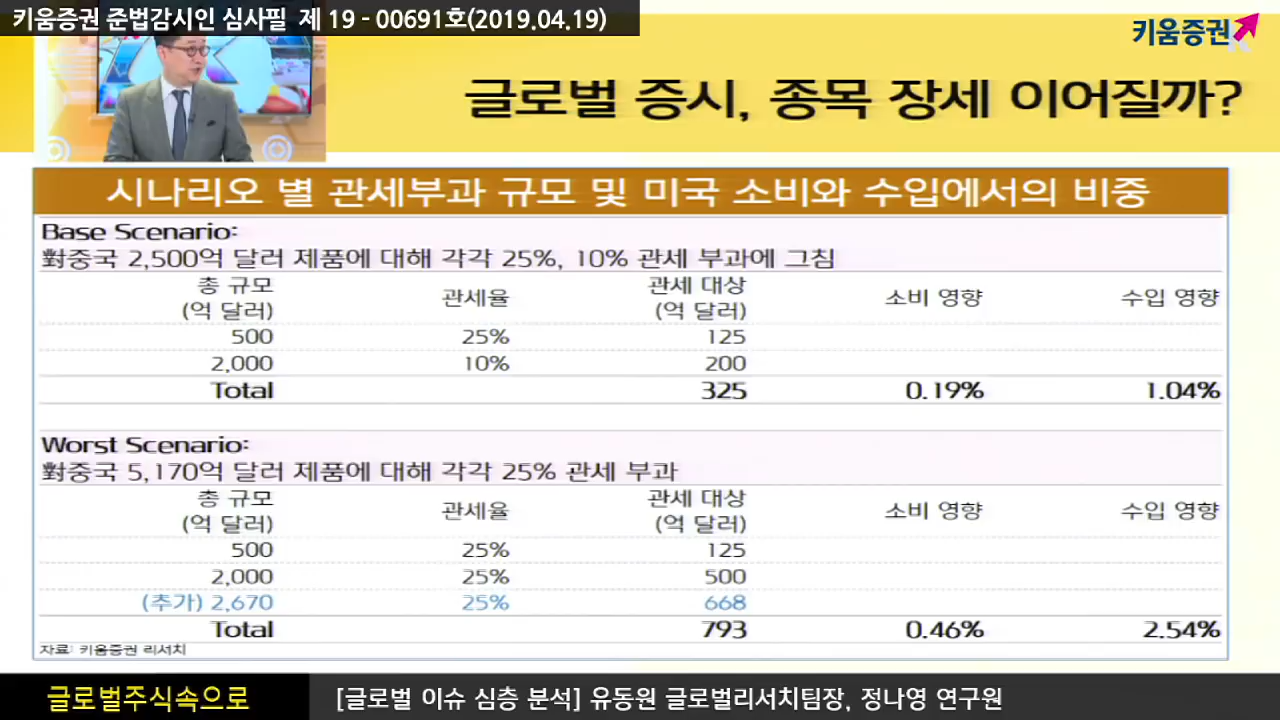 키움증권 준법감시인 심사필 제 19 - 00691호(2019.04.19)
키움증권
글로벌 증시, 종목 장세 이어질까?
시나리오 별 관세부과 규모 및 미국 소비와 수입에서의 비중
Base Scenario:
對중국 2,500억 달러 제품에 대해 각각 25%, 10% 관세 부과에 그침
총 규모 (억 달러) 관세율 관세 대상 (억 달러) 소비 영향 수입 영향
500 25% 125
2,000 10% 200
Total 325 0.19% 1.04%
Worst Scenario:
對중국 5,170억 달러 제품에 대해 각각 25% 관세 부과
총 규모 (억 달러) 관세율 관세 대상 (억 달러) 소비 영향 수입 영향
500 25% 125
2,000 25% 500
(추가) 2,670 25% 668
Total 793 0.46% 2.54%
자료: 키움증권 리서치
글로벌주식속으로
[글로벌 이슈 심층 분석] 유동원 글로벌리서치팀장, 정나영 연구원